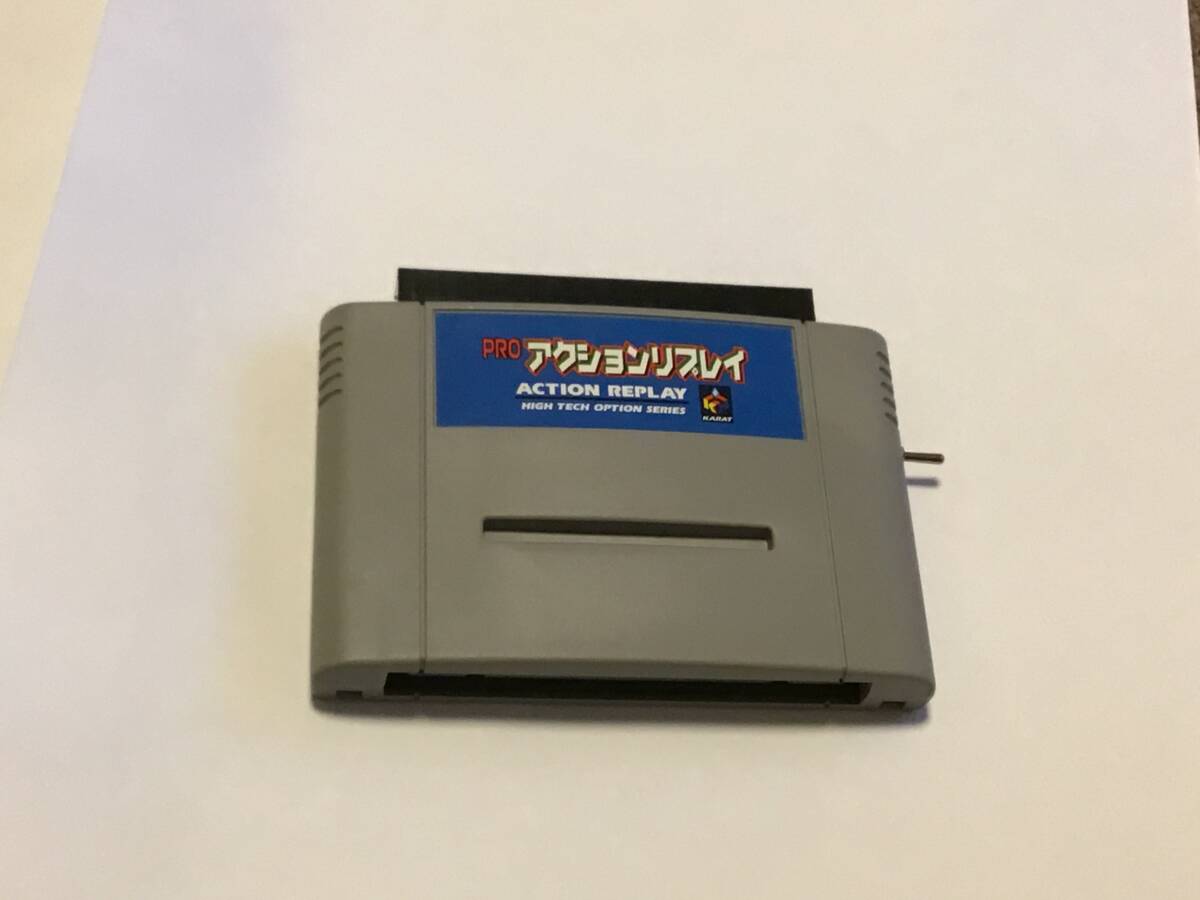 PRO アクションリプレイ
ACTION REPLAY
HIGH TECH OPTION SERIES
KARAT